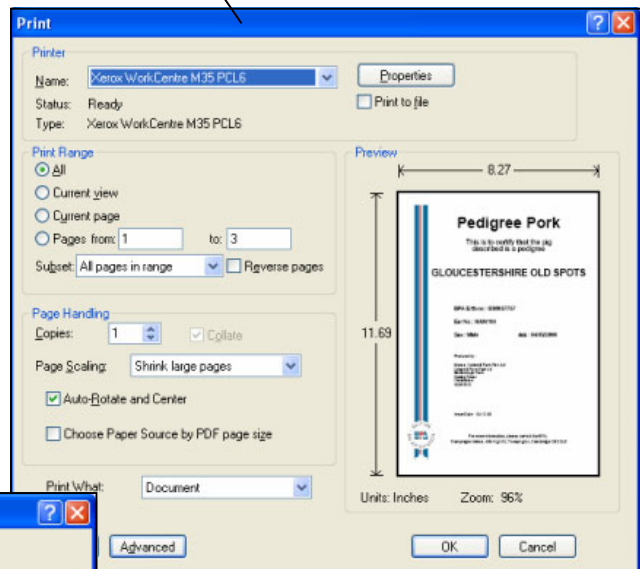 Print
Printer
Name: Xerox WorkCentre M35 PCL6
Properties
Status: Ready
Print to file
Type: Xerox WorkCentre M35 PCL6
Print Range
All
Current view
Current page
Pages from: 1 to: 3
Subset: All pages in range
Reverse pages
Page Handling
Copies: 1
Collate
Page Scaling: Shrink large pages
Auto-Rotate and Center
Choose Paper Source by PDF page size
Print What: Document
Preview
8.27
11.69
Pedigree Pork
This is to certify that the pig
described is a pedigree
GLOUCESTERSHIRE OLD SPOTS
Units: Inches Zoom: 96%
Advanced
OK
Cancel